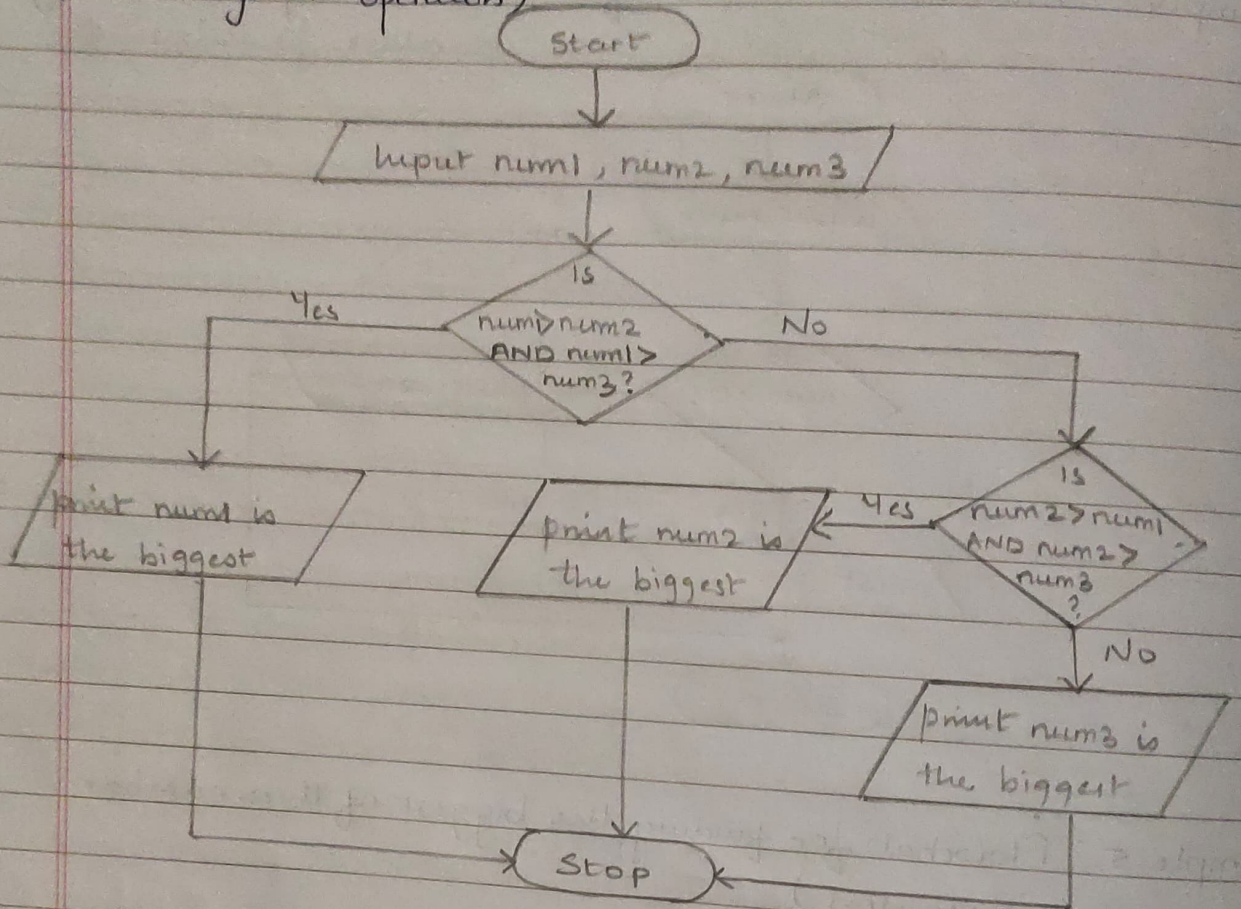 Start
Input num1, num2, num3
Is
num1>num2
AND num1>
num3?
Yes
No
print num1 is
the biggest
print num2 is
the biggest
Yes
Is
num2>num1
AND num2>
num3
?
No
print num3 is
the biggest
Stop